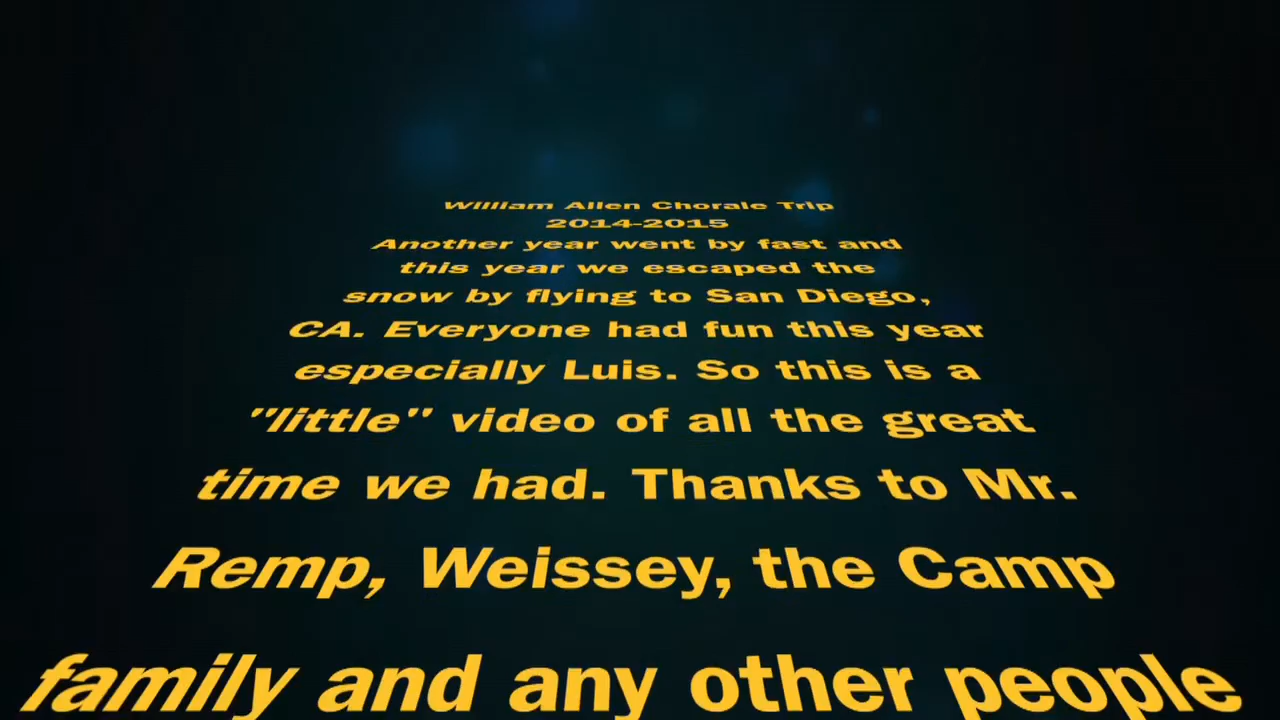 William Allen Chorale Trip
2014-2015
Another year went by fast and
this year we escaped the
snow by flying to San Diego,
CA. Everyone had fun this year
especially Luis. So this is a
"little" video of all the great
time we had. Thanks to Mr.
Remp, Weissey, the Camp
family and any other people